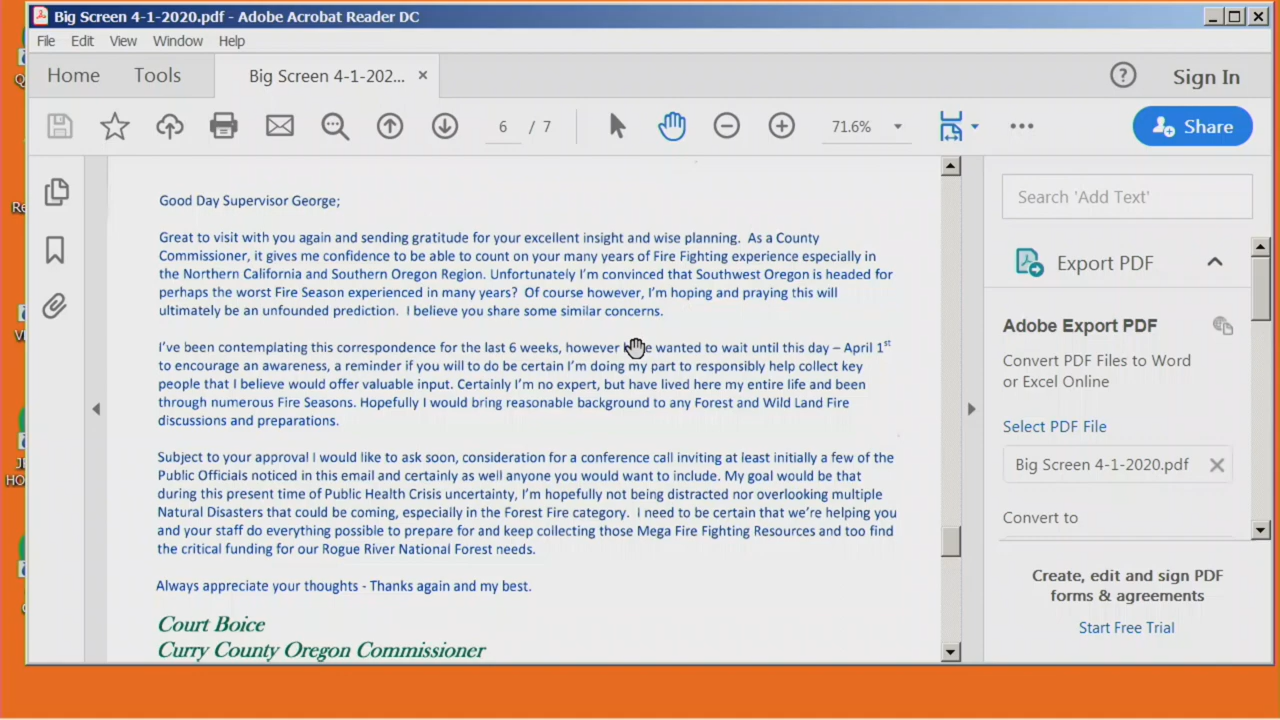 Big Screen 4-1-2020.pdf - Adobe Acrobat Reader DC
File Edit View Window Help
Home Tools Big Screen 4-1-202... × ? Sign In
6 / 7 71.6% Share
Good Day Supervisor George;
Great to visit with you again and sending gratitude for your excellent insight and wise planning. As a County
Commissioner, it gives me confidence to be able to count on your many years of Fire Fighting experience especially in
the Northern California and Southern Oregon Region. Unfortunately I'm convinced that Southwest Oregon is headed for
perhaps the worst Fire Season experienced in many years? Of course however, I'm hoping and praying this will
ultimately be an unfounded prediction. I believe you share some similar concerns.
I've been contemplating this correspondence for the last 6 weeks, however wanted to wait until this day – April 1st
to encourage an awareness, a reminder if you will to do be certain I'm doing my part to responsibly help collect key
people that I believe would offer valuable input. Certainly I'm no expert, but have lived here my entire life and been
through numerous Fire Seasons. Hopefully I would bring reasonable background to any Forest and Wild Land Fire
discussions and preparations.
Subject to your approval I would like to ask soon, consideration for a conference call inviting at least initially a few of the
Public Officials noticed in this email and certainly as well anyone you would want to include. My goal would be that
during this present time of Public Health Crisis uncertainty, I'm hopefully not being distracted nor overlooking multiple
Natural Disasters that could be coming, especially in the Forest Fire category. I need to be certain that we're helping you
and your staff do everything possible to prepare for and keep collecting those Mega Fire Fighting Resources and too find
the critical funding for our Rogue River National Forest needs.
Always appreciate your thoughts - Thanks again and my best.
Court Boice
Curry County Oregon Commissioner
Search 'Add Text'
Export PDF
Adobe Export PDF
Convert PDF Files to Word
or Excel Online
Select PDF File
Big Screen 4-1-2020.pdf
Convert to
Create, edit and sign PDF
forms & agreements
Start Free Trial